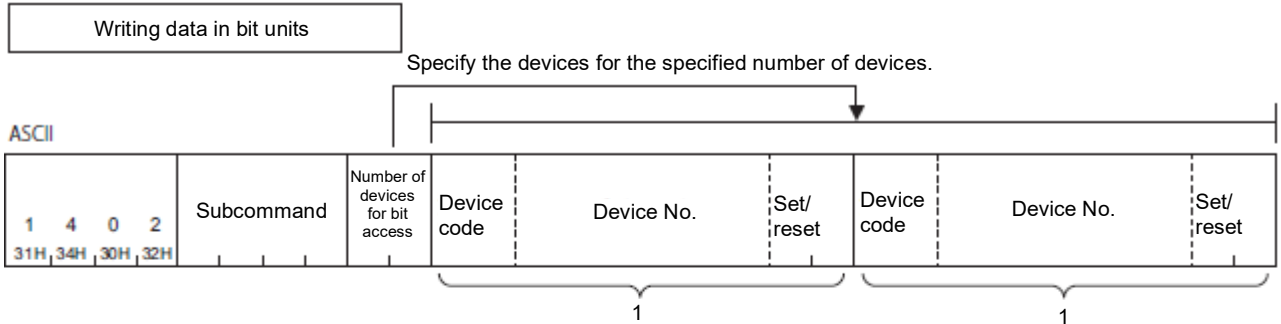 Writing data in bit units
Specify the devices for the specified number of devices.
ASCII
1 4 0 2
31H 34H 30H 32H
Subcommand
Number of
devices
for bit
access
Device
code
Device No.
Set/
reset
Device
code
Device No.
Set/
reset
1
1